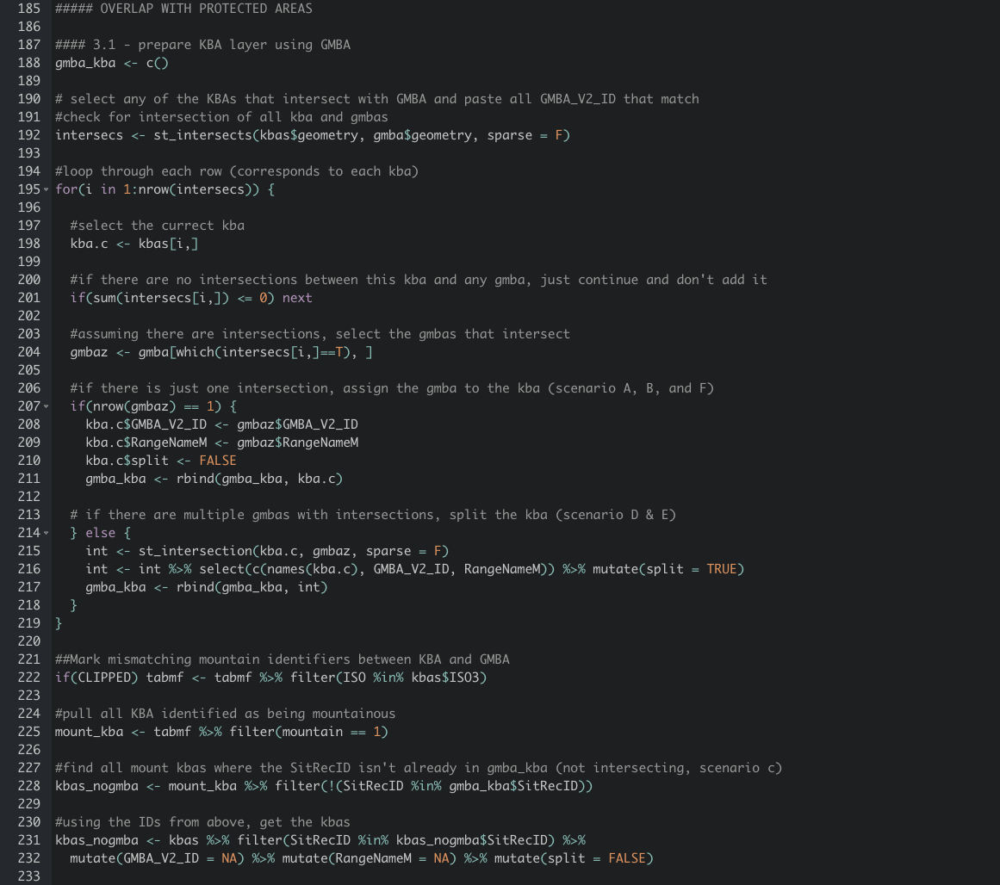 185 ##### OVERLAP WITH PROTECTED AREAS
186
187 #### 3.1 - prepare KBA layer using GMBA
188 gmba_kba <- c()
189
190 # select any of the KBAs that intersect with GMBA and paste all GMBA_V2_ID that match
191 #check for intersection of all kba and gmbas
192 intersecs <- st_intersects(kbas$geometry, gmba$geometry, sparse = F)
193
194 #loop through each row (corresponds to each kba)
195 for(i in 1:nrow(intersecs)) {
196
197   #select the currect kba
198   kba.c <- kbas[i,]
199
200   #if there are no intersections between this kba and any gmba, just continue and don't add it
201   if(sum(intersecs[i,]) <= 0) next
202
203   #assuming there are intersections, select the gmbas that intersect
204   gmbaz <- gmba[which(intersecs[i,]==T), ]
205
206   #if there is just one intersection, assign the gmba to the kba (scenario A, B, and F)
207   if(nrow(gmbaz) == 1) {
208     kba.c$GMBA_V2_ID <- gmbaz$GMBA_V2_ID
209     kba.c$RangeNameM <- gmbaz$RangeNameM
210     kba.c$split <- FALSE
211     gmba_kba <- rbind(gmba_kba, kba.c)
212
213   # if there are multiple gmbas with intersections, split the kba (scenario D & E)
214   } else {
215     int <- st_intersection(kba.c, gmbaz, sparse = F)
216     int <- int %>% select(c(names(kba.c), GMBA_V2_ID, RangeNameM)) %>% mutate(split = TRUE)
217     gmba_kba <- rbind(gmba_kba, int)
218   }
219 }
220
221 ##Mark mismatching mountain identifiers between KBA and GMBA
222 if(CLIPPED) tabmf <- tabmf %>% filter(ISO %in% kbas$ISO3)
223
224 #pull all KBA identified as being mountainous
225 mount_kba <- tabmf %>% filter(mountain == 1)
226
227 #find all mount kbas where the SitRecID isn't already in gmba_kba (not intersecting, scenario c)
228 kbas_nogmba <- mount_kba %>% filter(!(SitRecID %in% gmba_kba$SitRecID))
229
230 #using the IDs from above, get the kbas
231 kbas_nogmba <- kbas %>% filter(SitRecID %in% kbas_nogmba$SitRecID) %>%
232   mutate(GMBA_V2_ID = NA) %>% mutate(RangeNameM = NA) %>% mutate(split = FALSE)
233